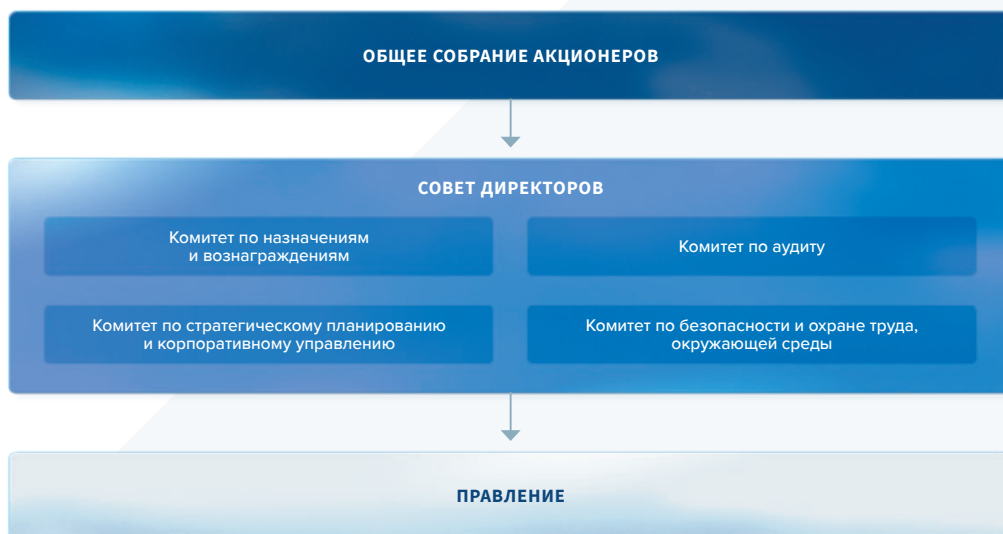 ОБЩЕЕ СОБРАНИЕ АКЦИОНЕРОВ
СОВЕТ ДИРЕКТОРОВ
Комитет по назначениям
и вознаграждениям
Комитет по аудиту
Комитет по стратегическому планированию
и корпоративному управлению
Комитет по безопасности и охране труда,
окружающей среды
ПРАВЛЕНИЕ